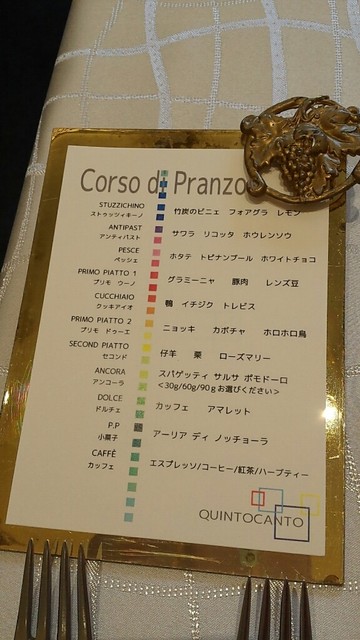 Corso di Pranzo
STUZZICHINO
ストゥッツィキーノ
竹炭のビニェ フォアグラ レモン
ANTIPAST
アンティパスト
サワラ リコッタ ホウレンソウ
PESCE
ペッシェ
ホタテ トピナンブール ホワイトチョコ
PRIMO PIATTO 1
プリモ ウーノ
グラミーニャ 豚肉 レンズ豆
CUCCHIAIO
クッキアイオ
鴨 イチジク トレビス
PRIMO PIATTO 2
プリモ ドゥーエ
ニョッキ カボチャ ホロホロ鳥
SECOND PIATTO
セコンド
仔羊 栗 ローズマリー
ANCORA
アンコーラ
スパゲッティ サルサ ポモドーロ
<30g/60g/90gお選びください>
DOLCE
ドルチェ
カッフェ アマレット
P.P
小菓子
アーリア ディ ノッチョーラ
CAFFÈ
カッフェ
エスプレッソ/コーヒー/紅茶/ハーブティー
QUINTOCANTO